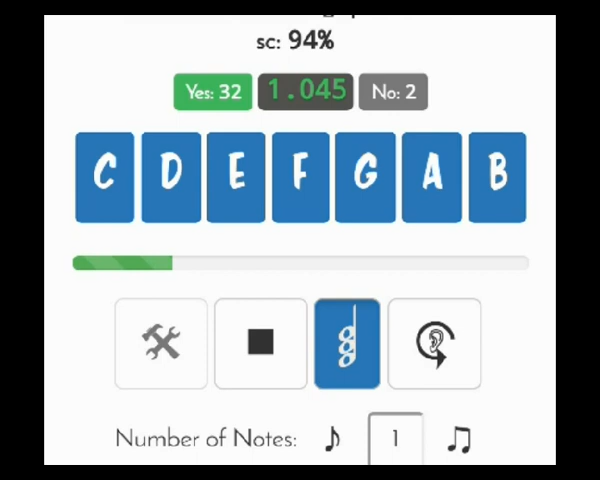 sc: 94%
Yes: 32 1.045 No: 2
C D E F G A B
Number of Notes: 1